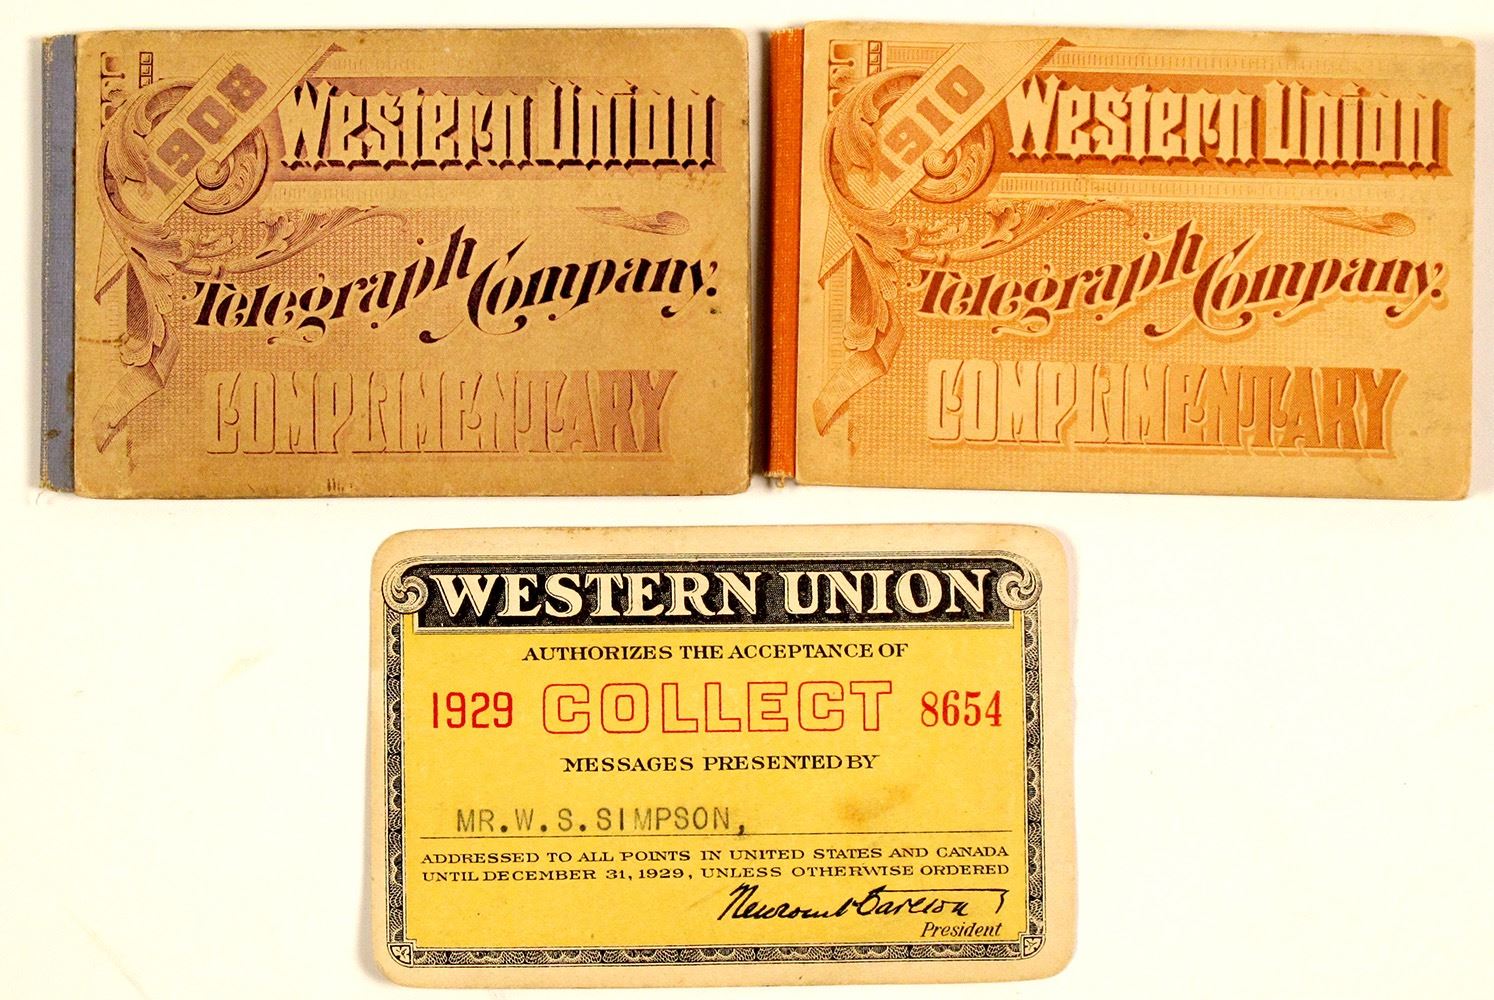 1908
Western Union
Telegraph Company.
COMPLIMENTARY
1910
Western Union
Telegraph Company.
COMPLIMENTARY
WESTERN UNION
AUTHORIZES THE ACCEPTANCE OF
1929 COLLECT 8654
MESSAGES PRESENTED BY
MR.W.S.SIMPSON,
ADDRESSED TO ALL POINTS IN UNITED STATES AND CANADA
UNTIL DECEMBER 31, 1929, UNLESS OTHERWISE ORDERED
Newcomb Carlton
President